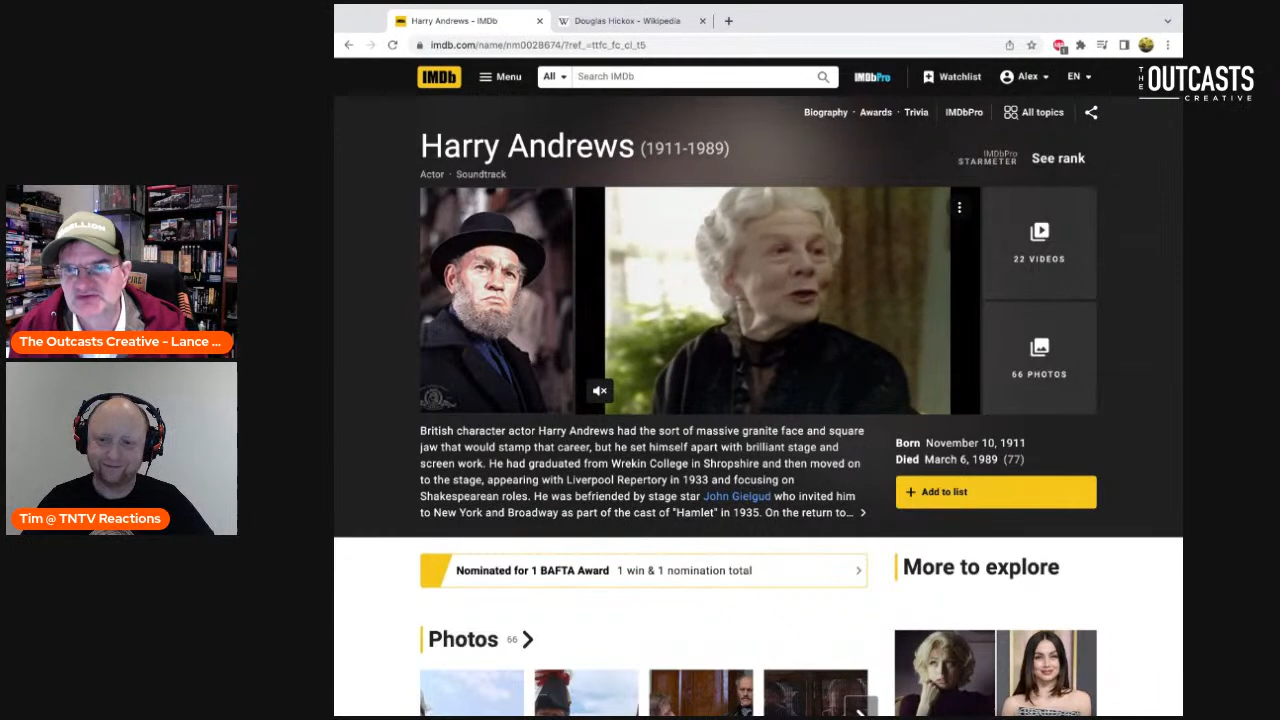 Harry Andrews - IMDb
Douglas Hickox - Wikipedia
imdb.com/name/nm0028674/?ref_=ttfc_fc_cl_t5
IMDb
Menu
All
Search IMDb
IMDbPro
Watchlist
Alex
EN
THE OUTCASTS
CREATIVE
Biography · Awards · Trivia
IMDbPro
All topics
Harry Andrews (1911-1989)
Actor · Soundtrack
IMDbPro
STARMETER
See rank
22 VIDEOS
66 PHOTOS
The Outcasts Creative - Lance ...
Tim @ TNTV Reactions
British character actor Harry Andrews had the sort of massive granite face and square
jaw that would stamp that career, but he set himself apart with brilliant stage and
screen work. He had graduated from Wrekin College in Shropshire and then moved on
to the stage, appearing with Liverpool Repertory in 1933 and focusing on
Shakespearean roles. He was befriended by stage star John Gielgud who invited him
to New York and Broadway as part of the cast of "Hamlet" in 1935. On the return to...
Born November 10, 1911
Died March 6, 1989 (77)
+ Add to list
Nominated for 1 BAFTA Award 1 win & 1 nomination total
More to explore
Photos 66